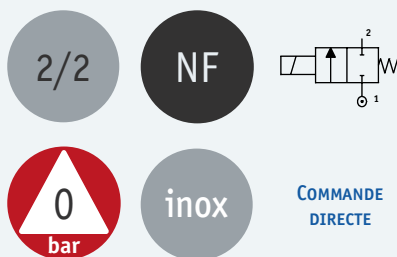 2/2
NF
2
1
0
bar
inox
COMMANDE
DIRECTE